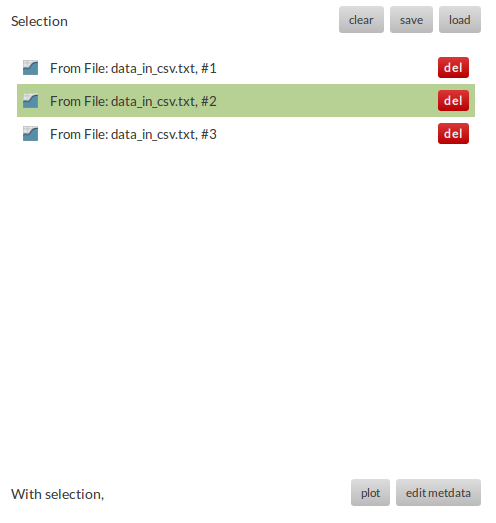 Selection clear save load
From File: data_in_csv.txt, #1 del
From File: data_in_csv.txt, #2 del
From File: data_in_csv.txt, #3 del
With selection, plot edit metdata